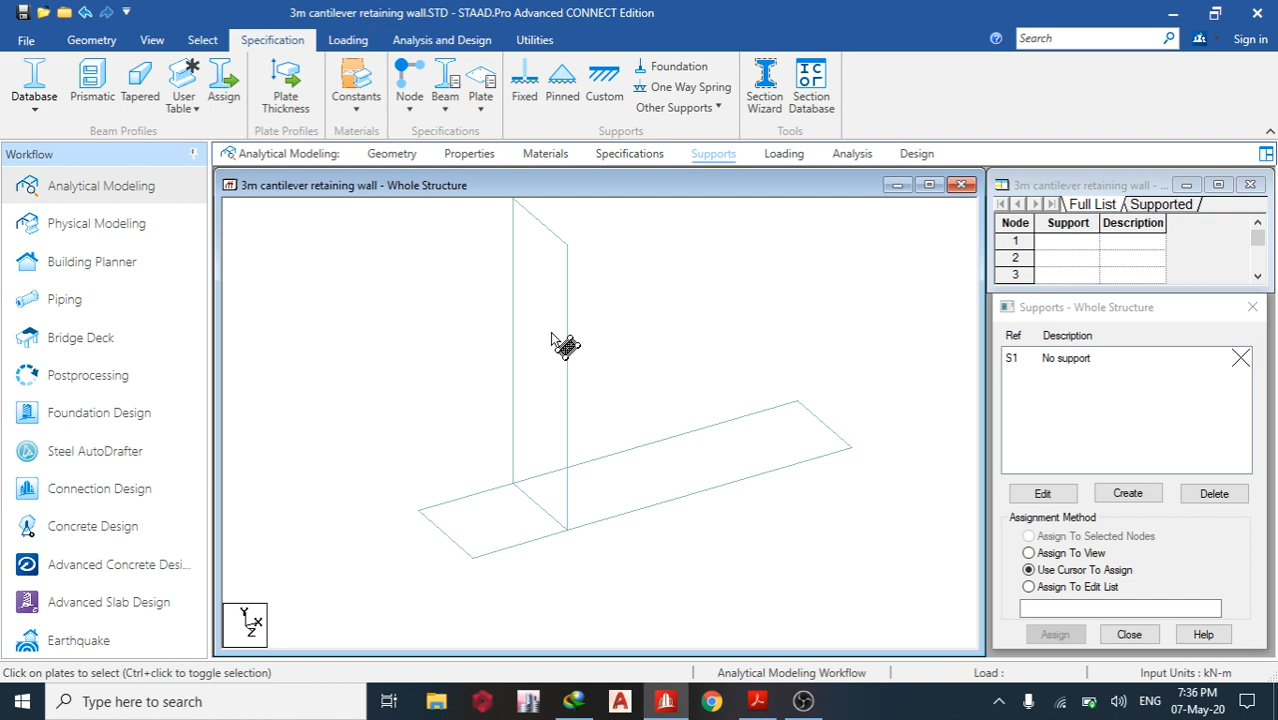 3m cantilever retaining wall.STD - STAAD.Pro Advanced CONNECT Edition
File Geometry View Select Specification Loading Analysis and Design Utilities Search Sign in
Database Prismatic Tapered User Table Assign
Beam Profiles
Plate Thickness
Plate Profiles
Constants
Materials
Node Beam Plate
Specifications
Fixed Pinned Custom
Foundation
One Way Spring
Other Supports
Supports
Section Wizard Section Database
Tools
Workflow
Analytical Modeling: Geometry Properties Materials Specifications Supports Loading Analysis Design
Analytical Modeling
Physical Modeling
Building Planner
Piping
Bridge Deck
Postprocessing
Foundation Design
Steel AutoDrafter
Connection Design
Concrete Design
Advanced Concrete Desi...
Advanced Slab Design
Earthquake
3m cantilever retaining wall - Whole Structure
Y
X
Z
3m cantilever retaining wall - ...
Full List Supported
Node Support Description
1
2
3
Supports - Whole Structure
Ref Description
S1 No support
Edit Create Delete
Assignment Method
Assign To Selected Nodes
Assign To View
Use Cursor To Assign
Assign To Edit List
Assign Close Help
Click on plates to select (Ctrl+click to toggle selection) Analytical Modeling Workflow Load : Input Units : kN-m
Type here to search
ENG
7:36 PM
07-May-20